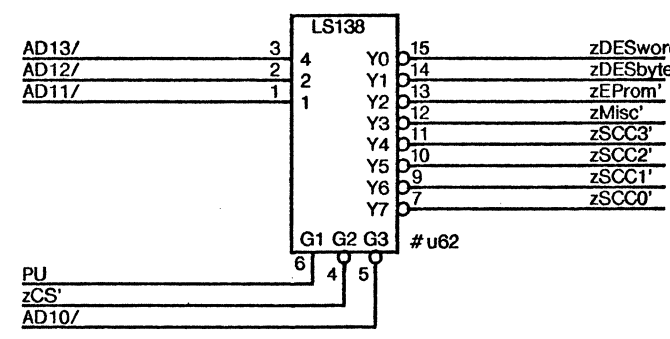 LS138
AD13/ 3 4 Y0 15 zDESword
AD12/ 2 2 Y1 14 zDESbyte
AD11/ 1 1 Y2 13 zEProm'
Y3 12 zMisc'
Y4 11 zSCC3'
Y5 10 zSCC2'
Y6 9 zSCC1'
Y7 7 zSCC0'
G1 G2 G3 #u62
6 4 5
PU
zCS'
AD10/